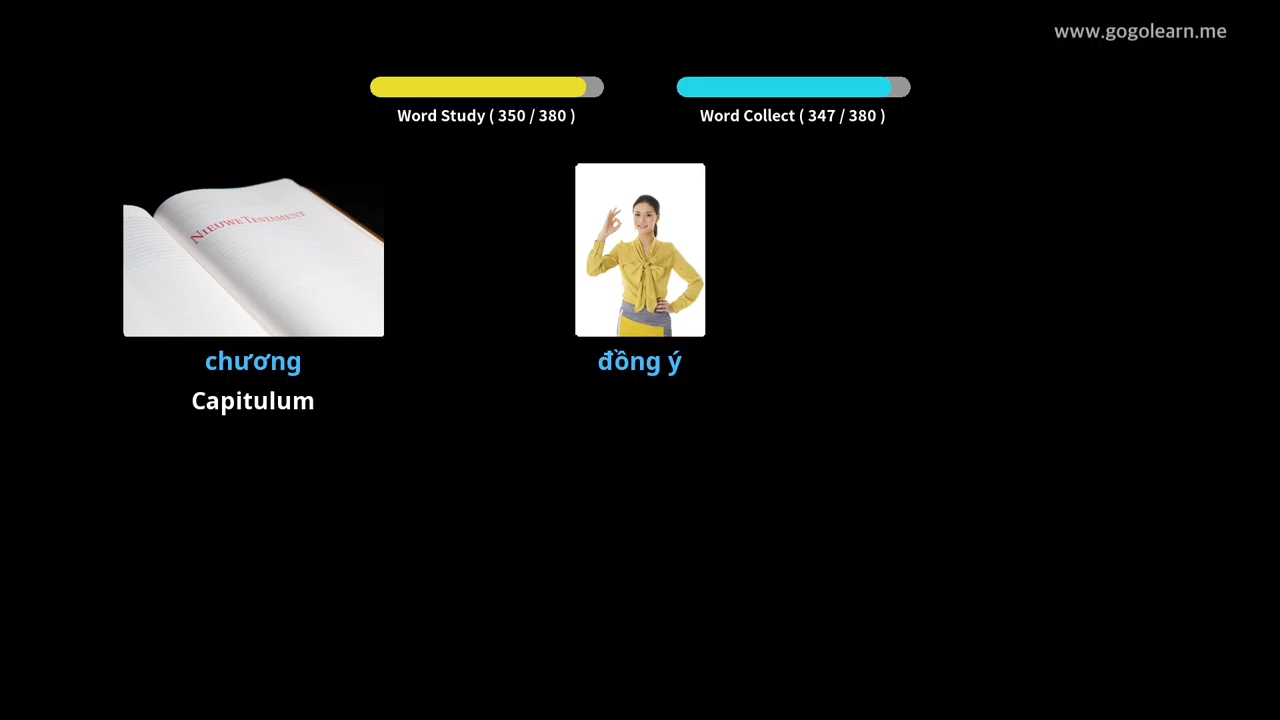 www.gogolearn.me
Word Study ( 350 / 380 )
Word Collect ( 347 / 380 )
NIEUWE TESTAMENT
chương
đồng ý
Capitulum